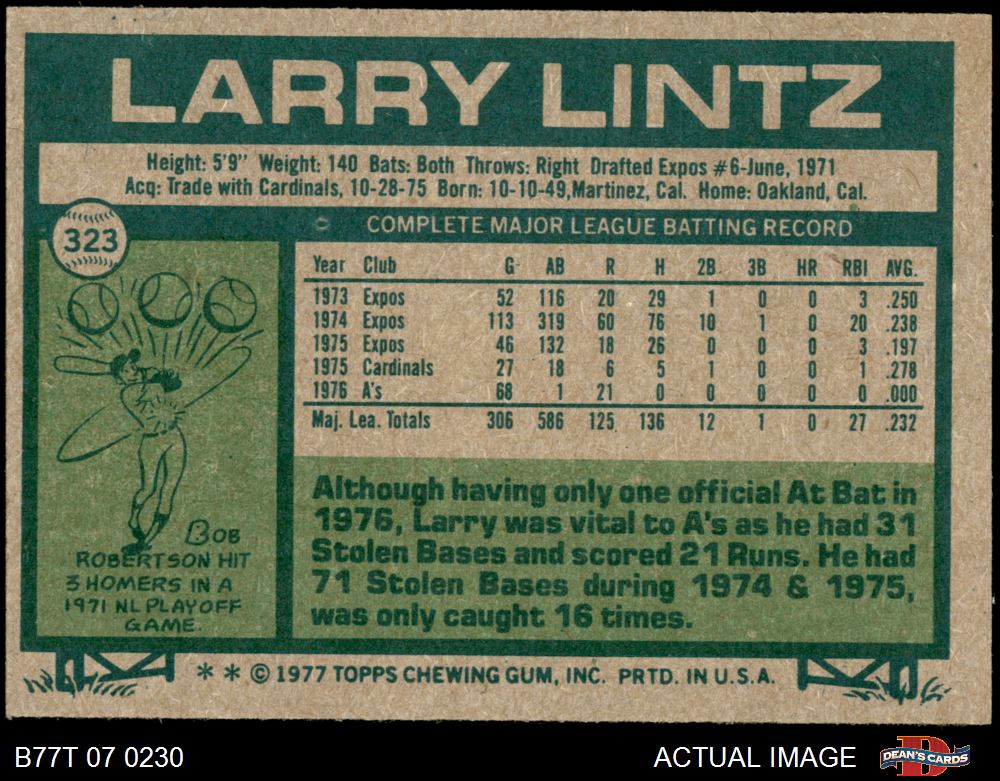 LARRY LINTZ
Height: 5'9" Weight: 140 Bats: Both Throws: Right Drafted Expos #6-June, 1971
Acq: Trade with Cardinals, 10-28-75 Born: 10-10-49,Martinez, Cal. Home: Oakland, Cal.
323
COMPLETE MAJOR LEAGUE BATTING RECORD
Year Club G AB R H 2B 3B HR RBI AVG.
1973 Expos 52 116 20 29 1 0 0 3 .250
1974 Expos 113 319 60 76 10 1 0 20 .238
1975 Expos 46 132 18 26 0 0 0 3 .197
1975 Cardinals 27 18 6 5 1 0 0 1 .278
1976 A's 68 1 21 0 0 0 0 0 .000
Maj. Lea. Totals 306 586 125 136 12 1 0 27 .232
BOB
ROBERTSON HIT
3 HOMERS IN A
1971 NL PLAYOFF
GAME.
Although having only one official At Bat in
1976, Larry was vital to A's as he had 31
Stolen Bases and scored 21 Runs. He had
71 Stolen Bases during 1974 & 1975,
was only caught 16 times.
* * © 1977 TOPPS CHEWING GUM, INC. PRTD. IN U.S.A.
B77T 07 0230
ACTUAL IMAGE
DEAN'S CARDS